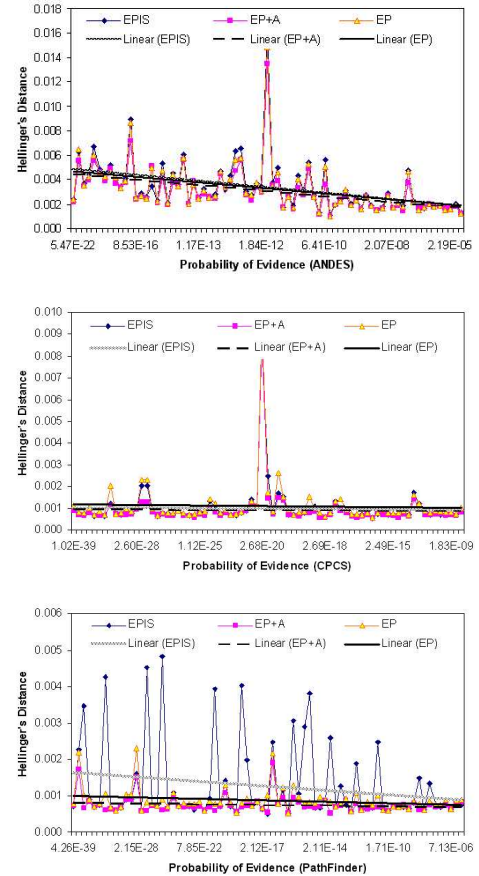 0.018
EPIS EP+A EP
0.016
Linear (EPIS) Linear (EP+A) Linear (EP)
0.014
0.012
0.010
0.008
0.006
0.004
0.002
0.000
Hellinger's Distance
5.47E-22 8.53E-16 1.17E-13 1.84E-12 6.41E-10 2.07E-08 2.19E-05
Probability of Evidence (ANDES)
0.010
EPIS EP+A EP
0.009
Linear (EPIS) Linear (EP+A) Linear (EP)
0.008
0.007
0.006
0.005
0.004
0.003
0.002
0.001
0.000
Hellinger's Distance
1.02E-39 2.60E-28 1.12E-25 2.68E-20 2.69E-18 2.49E-15 1.83E-09
Probability of Evidence (CPCS)
0.006
EPIS EP+A EP
Linear (EPIS) Linear (EP+A) Linear (EP)
0.005
0.004
0.003
0.002
0.001
0.000
Hellinger's Distance
4.26E-39 2.15E-28 7.85E-22 2.12E-17 2.11E-14 1.71E-10 7.13E-06
Probability of Evidence (PathFinder)